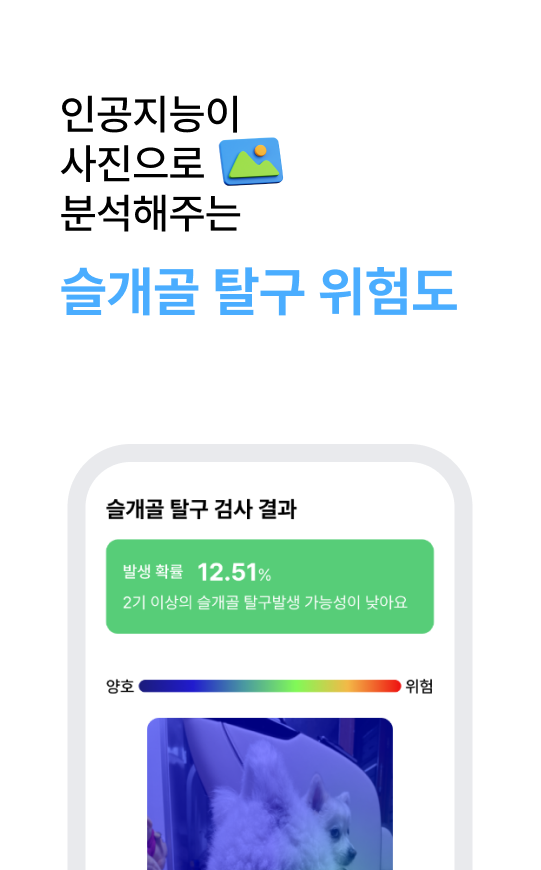 인공지능이
사진으로
분석해주는
슬개골 탈구 위험도
슬개골 탈구 검사 결과
발생 확률 12.51%
2기 이상의 슬개골 탈구발생 가능성이 낮아요
양호 위험